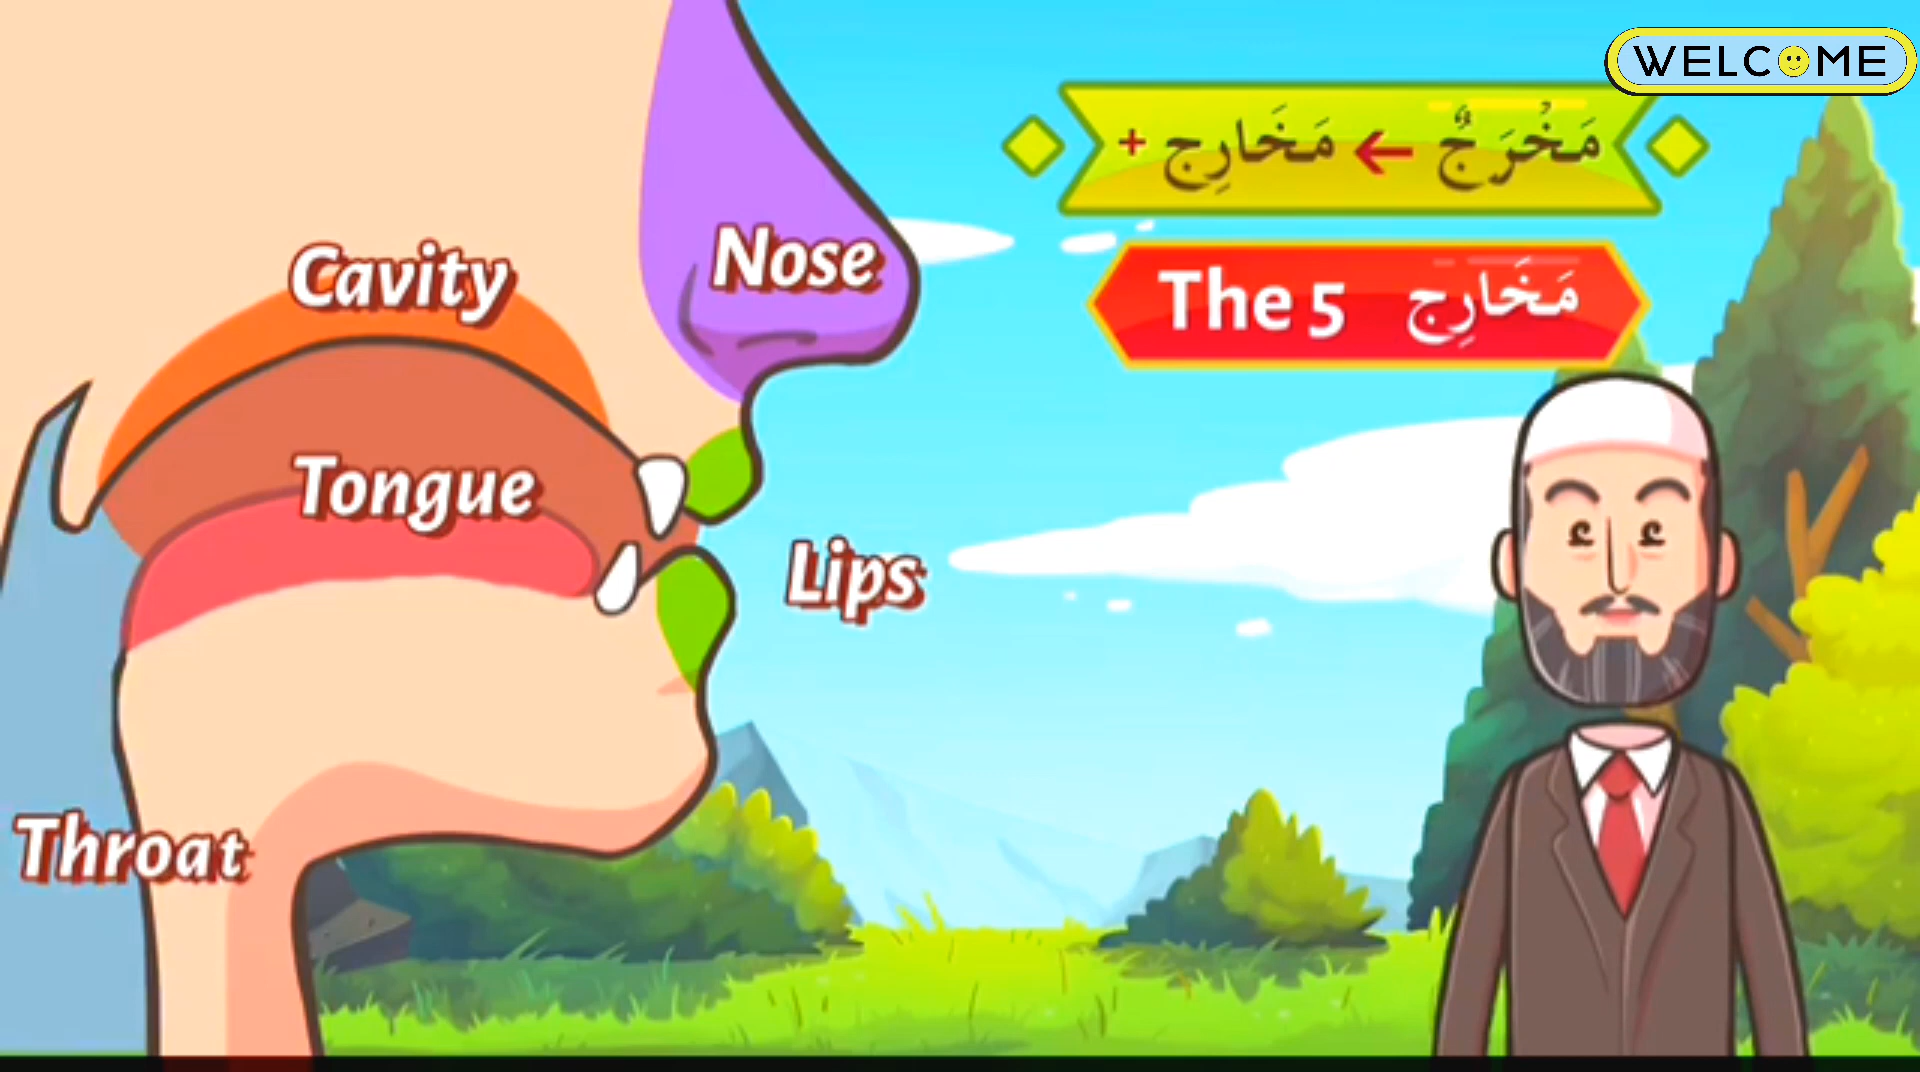 WELCOME
مَخْرَجٌ ← مَخَارِج +
The 5 مَخَارِج
Nose
Cavity
Tongue
Lips
Throat